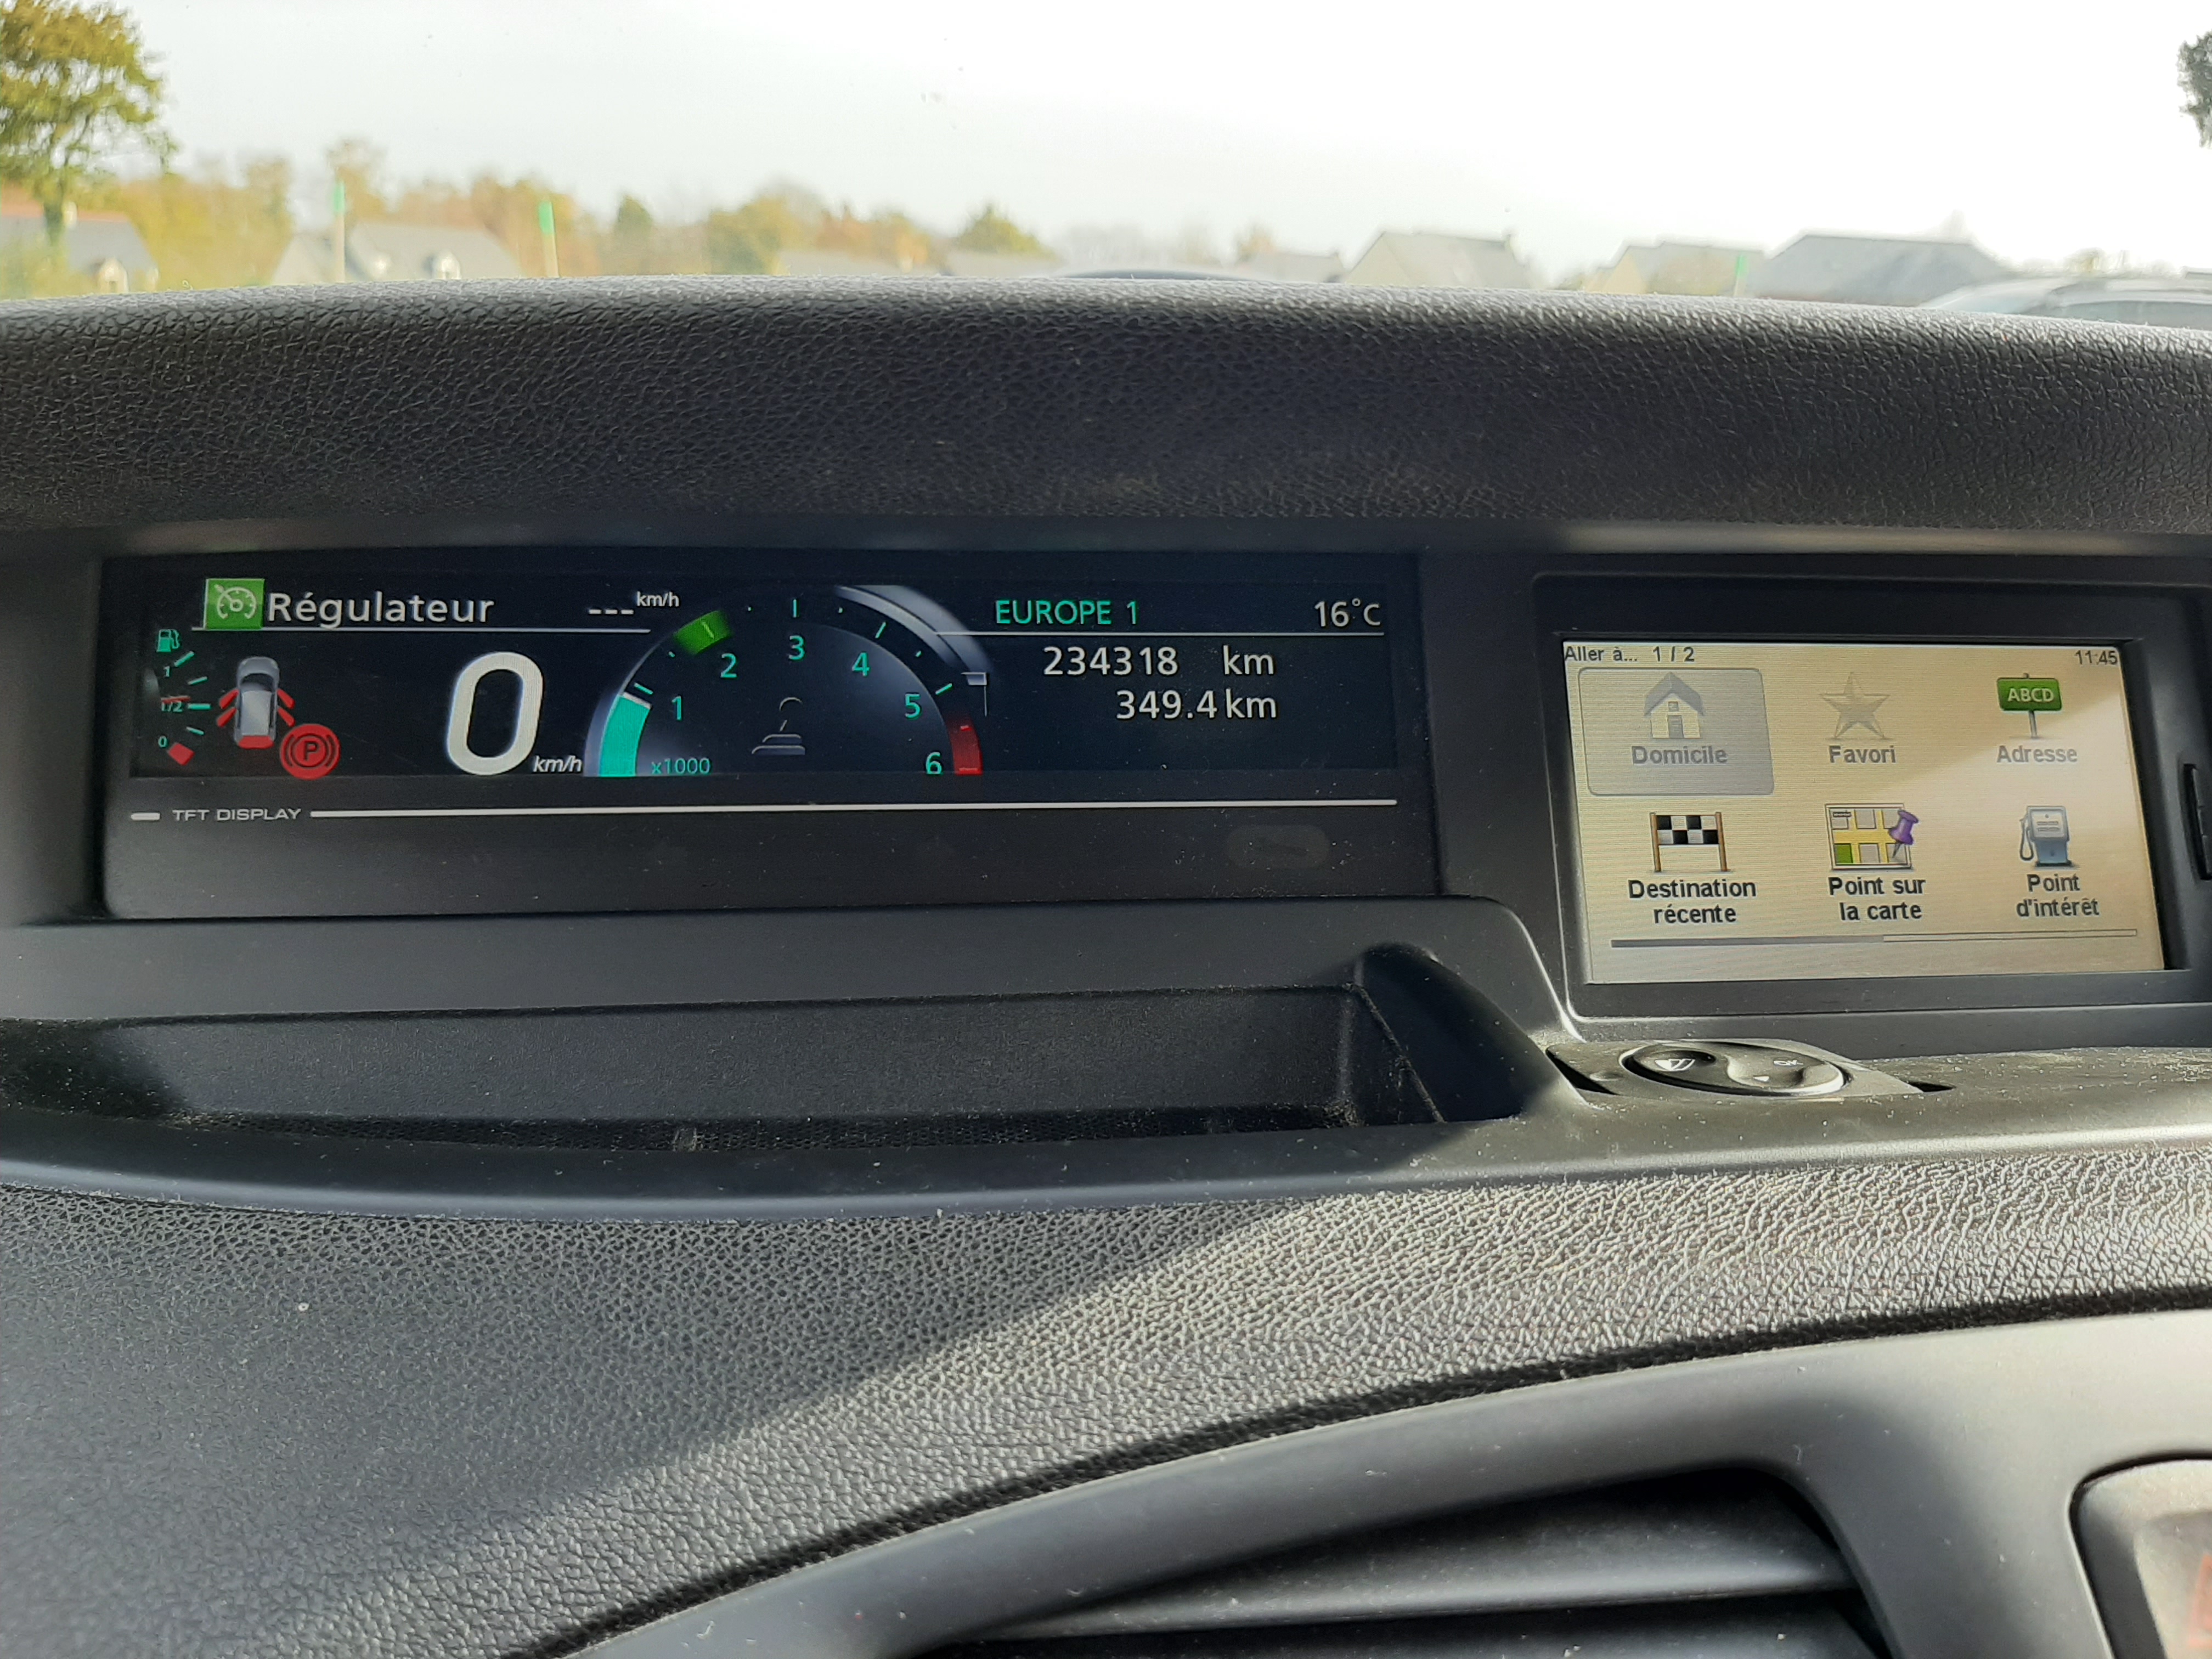 Régulateur ---km/h
EUROPE 1 16°C
1
1/2
0
P
0 km/h
1 2 3 4 5 6
x1000
234318 km
349.4 km
TFT DISPLAY
Aller à... 1 / 2 11:45
ABCD
Domicile Favori Adresse
Destination récente
Point sur la carte
Point d'intérêt
OK